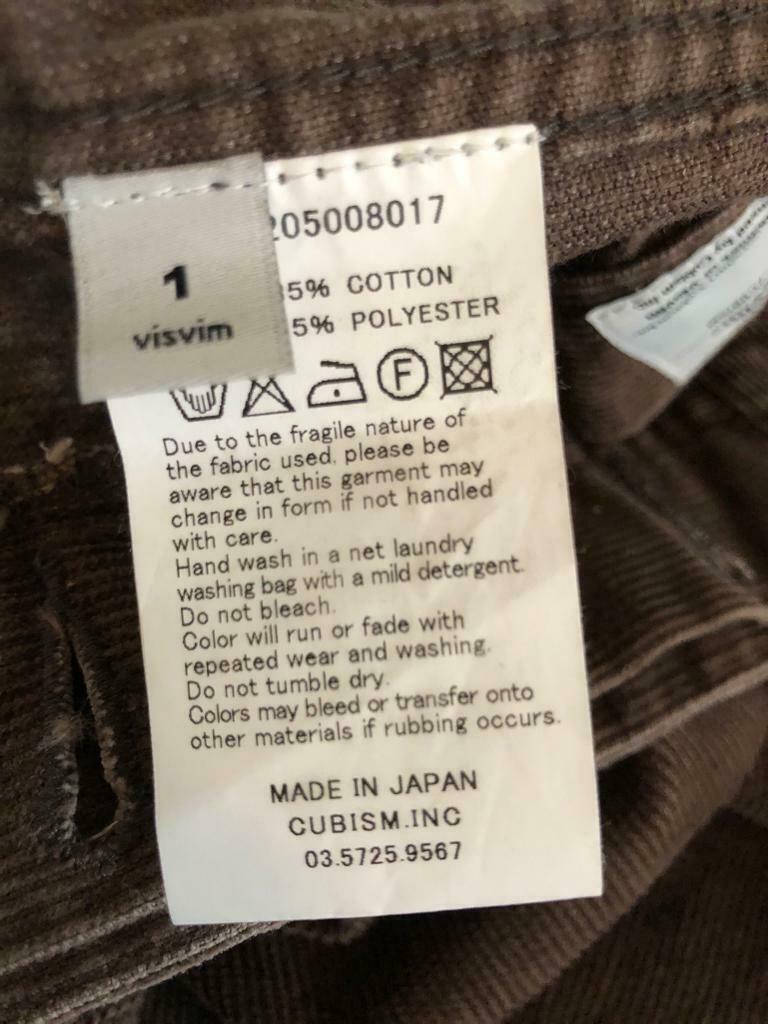 1
visvim
205008017
5% COTTON
5% POLYESTER
F
Due to the fragile nature of
the fabric used, please be
aware that this garment may
change in form if not handled
with care.
Hand wash in a net laundry
washing bag with a mild detergent.
Do not bleach.
Color will run or fade with
repeated wear and washing.
Do not tumble dry.
Colors may bleed or transfer onto
other materials if rubbing occurs.
MADE IN JAPAN
CUBISM.INC
03.5725.9567